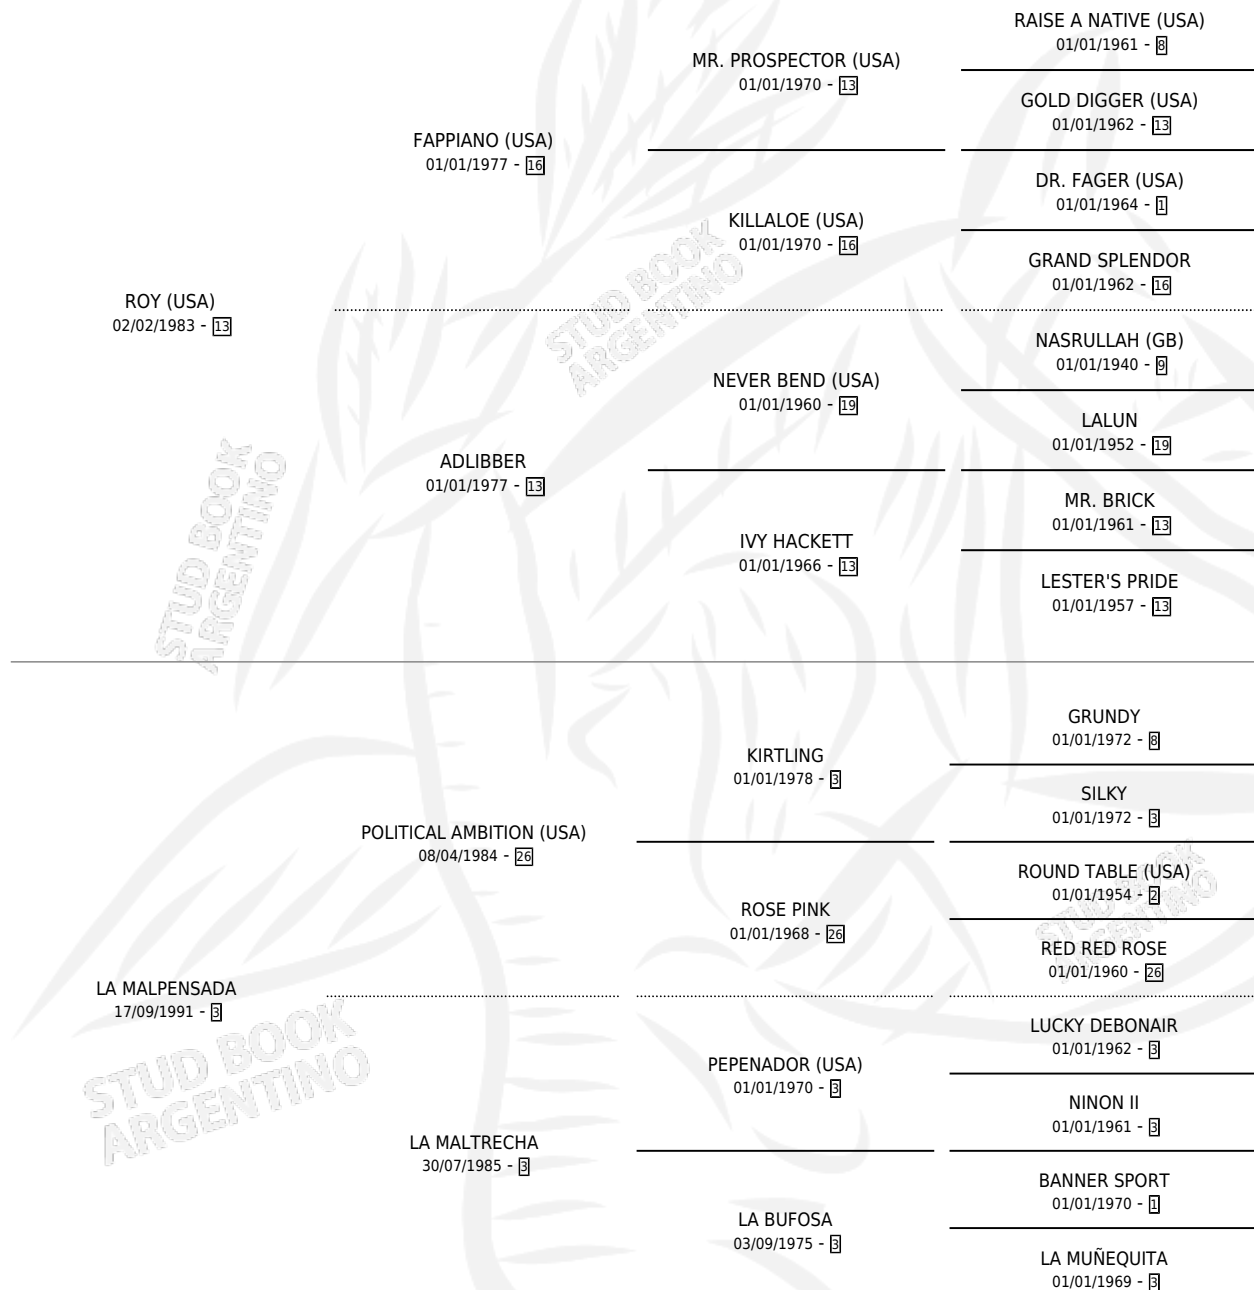 RAISE A NATIVE (USA)
01/01/1961 - 8
MR. PROSPECTOR (USA)
01/01/1970 - 13
GOLD DIGGER (USA)
01/01/1962 - 13
FAPPIANO (USA)
01/01/1977 - 16
DR. FAGER (USA)
01/01/1964 - 1
KILLALOE (USA)
01/01/1970 - 16
GRAND SPLENDOR
01/01/1962 - 16
ROY (USA)
02/02/1983 - 13
NASRULLAH (GB)
01/01/1940 - 9
NEVER BEND (USA)
01/01/1960 - 19
LALUN
01/01/1952 - 19
ADLIBBER
01/01/1977 - 13
MR. BRICK
01/01/1961 - 13
IVY HACKETT
01/01/1966 - 13
LESTER'S PRIDE
01/01/1957 - 13
GRUNDY
01/01/1972 - 8
KIRTLING
01/01/1978 - 3
SILKY
01/01/1972 - 3
POLITICAL AMBITION (USA)
08/04/1984 - 26
ROUND TABLE (USA)
01/01/1954 - 2
ROSE PINK
01/01/1968 - 26
RED RED ROSE
01/01/1960 - 26
LA MALPENSADA
17/09/1991 - 3
LUCKY DEBONAIR
01/01/1962 - 3
PEPENADOR (USA)
01/01/1970 - 3
NINON II
01/01/1961 - 3
LA MALTRECHA
30/07/1985 - 3
BANNER SPORT
01/01/1970 - 1
LA BUFOSA
03/09/1975 - 3
LA MUÑEQUITA
01/01/1969 - 3
STUD BOOK
ARGENTINO
STUD BOOK
ARGENTINO
STUD BOOK
ARGENTINO
STUD BOOK
ARGENTINO